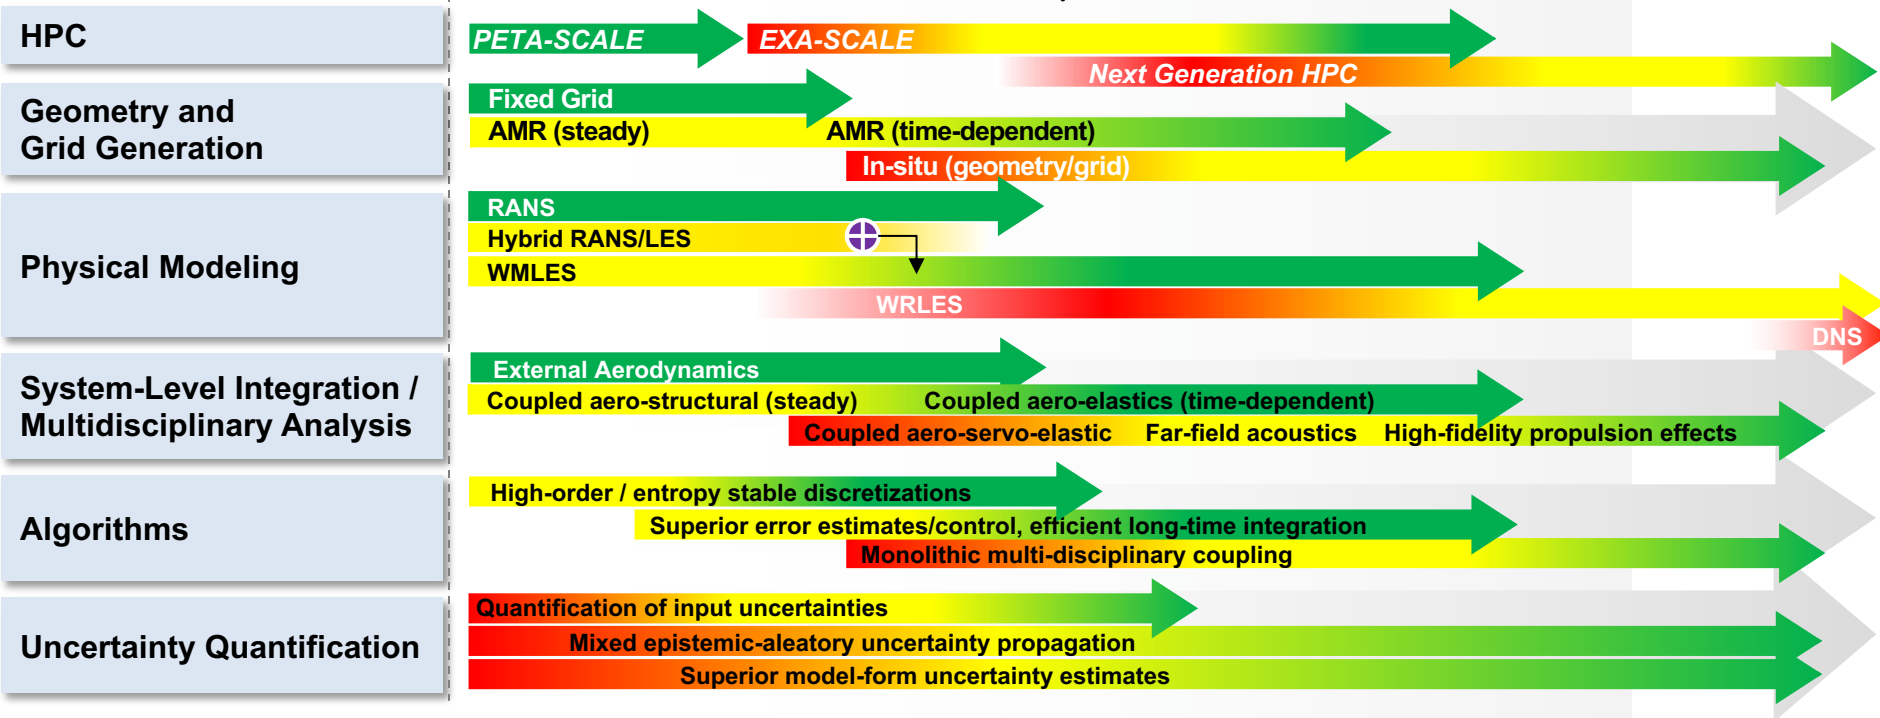 HPC
PETA-SCALE
EXA-SCALE
Next Generation HPC
Geometry and
Grid Generation
Fixed Grid
AMR (steady)
AMR (time-dependent)
In-situ (geometry/grid)
Physical Modeling
RANS
Hybrid RANS/LES
WMLES
WRLES
DNS
System-Level Integration /
Multidisciplinary Analysis
External Aerodynamics
Coupled aero-structural (steady)
Coupled aero-elastics (time-dependent)
Coupled aero-servo-elastic
Far-field acoustics
High-fidelity propulsion effects
Algorithms
High-order / entropy stable discretizations
Superior error estimates/control, efficient long-time integration
Monolithic multi-disciplinary coupling
Uncertainty Quantification
Quantification of input uncertainties
Mixed epistemic-aleatory uncertainty propagation
Superior model-form uncertainty estimates